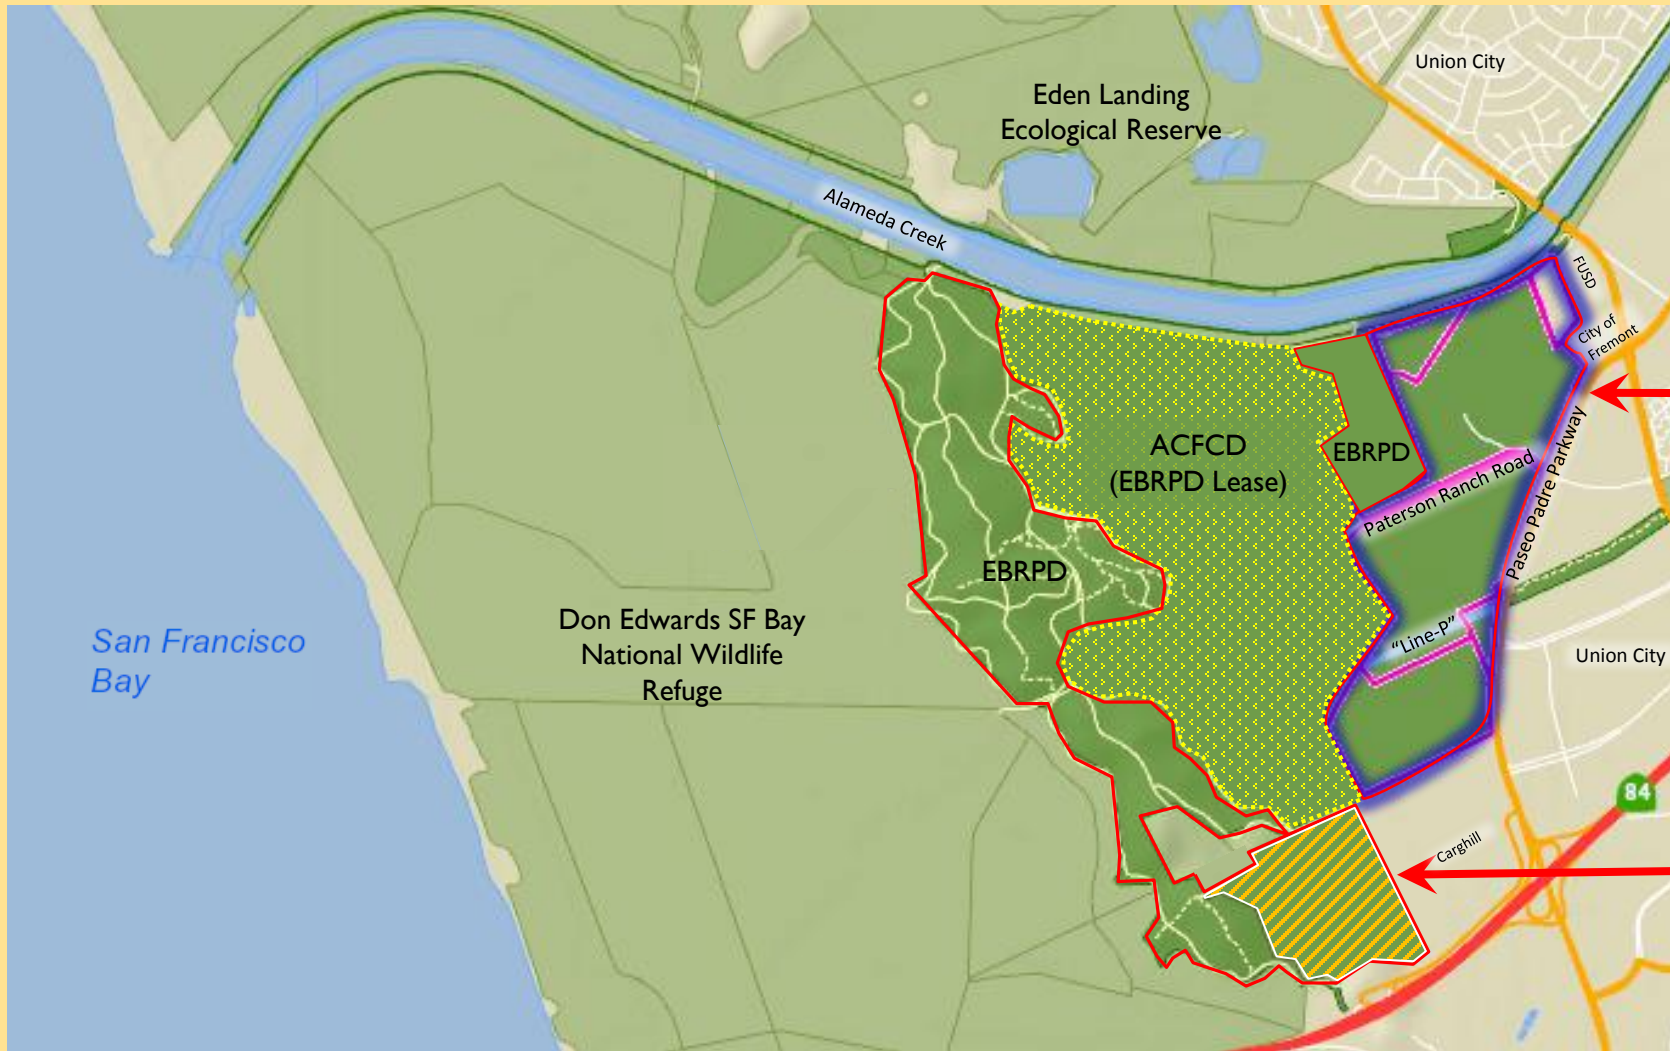 Union City
Eden Landing
Ecological Reserve
Alameda Creek
FUSD
City of
Fremont
ACFCD
(EBRPD Lease)
EBRPD
Paterson Ranch Road
Paseo Padre Parkway
EBRPD
Don Edwards SF Bay
National Wildlife
Refuge
San Francisco
Bay
"Line-P"
Union City
84
Carghill